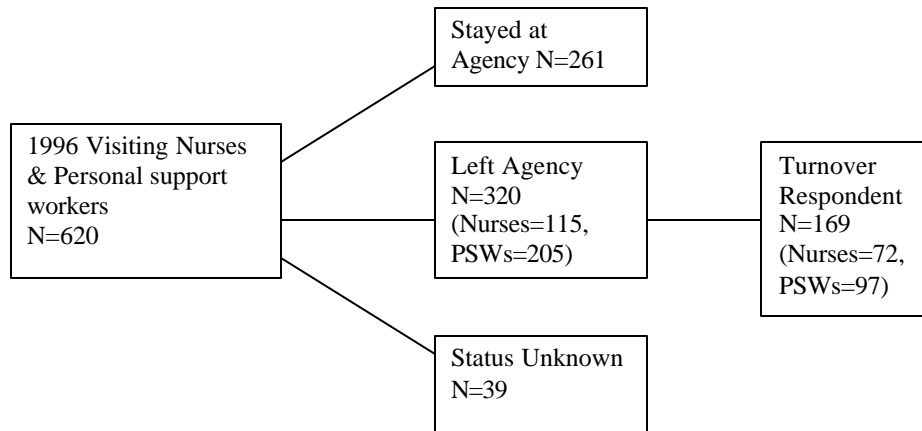 Stayed at
Agency N=261
1996 Visiting Nurses
& Personal support
workers
N=620
Left Agency
N=320
(Nurses=115,
PSWs=205)
Turnover
Respondent
N=169
(Nurses=72,
PSWs=97)
Status Unknown
N=39